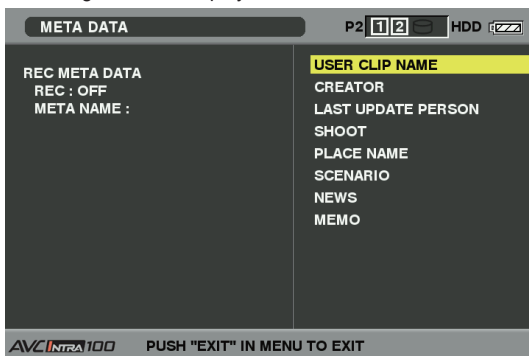 META DATA
P2 1 2 HDD
REC META DATA
REC : OFF
META NAME :
USER CLIP NAME
CREATOR
LAST UPDATE PERSON
SHOOT
PLACE NAME
SCENARIO
NEWS
MEMO
AVC INTRA 100 PUSH "EXIT" IN MENU TO EXIT